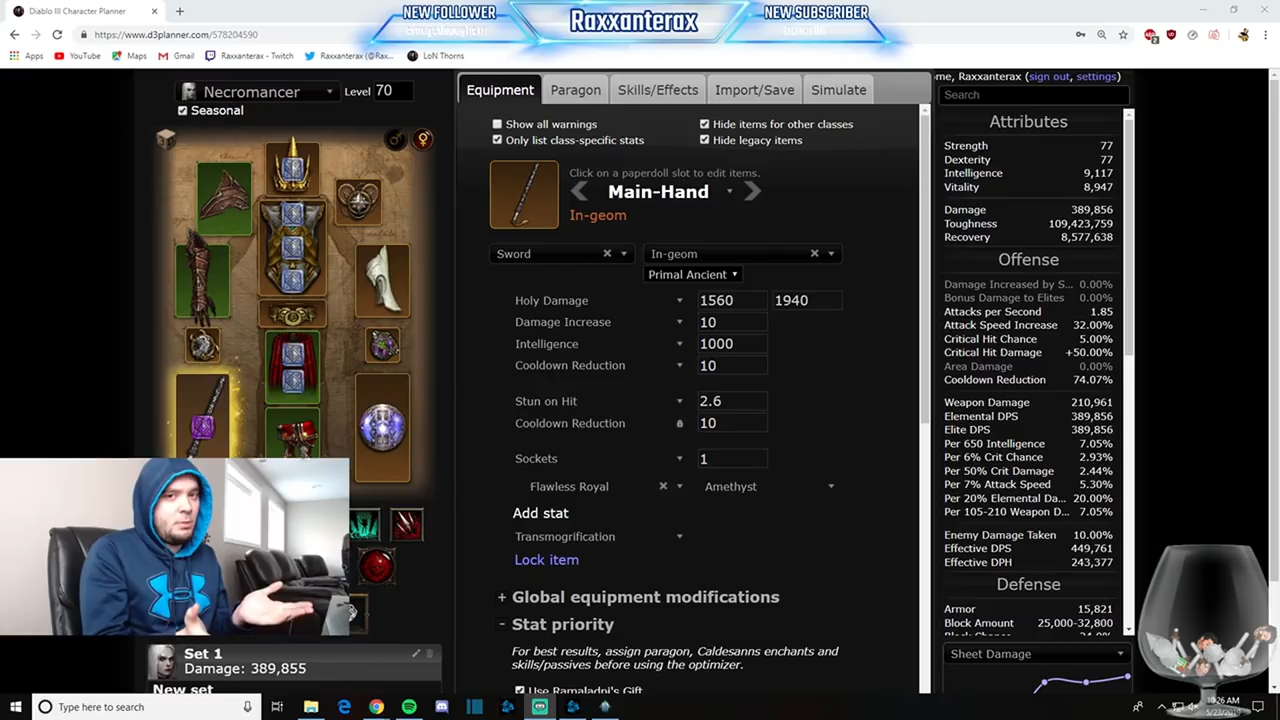 Diablo III Character Planner
NEW FOLLOWER
Raxxanterax
NEW SUBSCRIBER
https://www.d3planner.com/578204590
Apps
YouTube
Maps
Gmail
Raxxanterax - Twitch
Raxxanterax (@Rax...
LoN Thorns
Necromancer
Level
70
Seasonal
Equipment
Paragon
Skills/Effects
Import/Save
Simulate
ome, Raxxanterax (sign out, settings)
Search
Show all warnings
Hide items for other classes
Only list class-specific stats
Hide legacy items
Click on a paperdoll slot to edit items.
Main-Hand
In-geom
Sword
In-geom
Primal Ancient
Holy Damage 1560 1940
Damage Increase 10
Intelligence 1000
Cooldown Reduction 10
Stun on Hit 2.6
Cooldown Reduction 10
Sockets 1
Flawless Royal Amethyst
Add stat
Transmogrification
Lock item
+ Global equipment modifications
- Stat priority
For best results, assign paragon, Caldesanns enchants and
skills/passives before using the optimizer.
Use Ramaladni's Gift
Attributes
Strength 77
Dexterity 77
Intelligence 9,117
Vitality 8,947
Damage 389,856
Toughness 109,423,759
Recovery 8,577,638
Offense
Damage Increased by S... 0.00%
Bonus Damage to Elites 0.00%
Attacks per Second 1.85
Attack Speed Increase 32.00%
Critical Hit Chance 5.00%
Critical Hit Damage +50.00%
Area Damage 0.00%
Cooldown Reduction 74.07%
Weapon Damage 210,961
Elemental DPS 389,856
Elite DPS 389,856
Per 650 Intelligence 7.05%
Per 6% Crit Chance 2.93%
Per 50% Crit Damage 2.44%
Per 7% Attack Speed 5.30%
Per 20% Elemental Da... 20.00%
Per 105-210 Weapon D... 7.05%
Enemy Damage Taken 10.00%
Effective DPS 449,761
Effective DPH 243,377
Defense
Armor 15,821
Block Amount 25,000-32,800
Sheet Damage
Set 1
Damage: 389,855
New set
Type here to search
10:26 AM